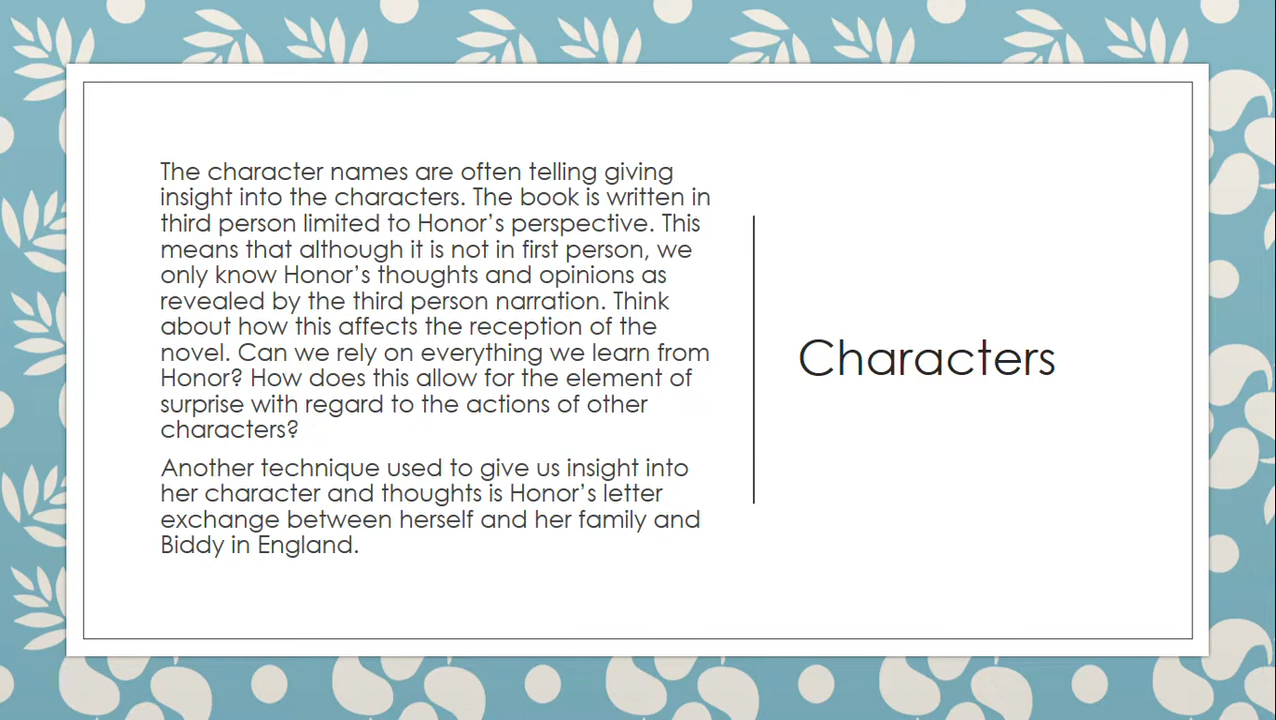 The character names are often telling giving
insight into the characters. The book is written in
third person limited to Honor's perspective. This
means that although it is not in first person, we
only know Honor's thoughts and opinions as
revealed by the third person narration. Think
about how this affects the reception of the
novel. Can we rely on everything we learn from
Honor? How does this allow for the element of
surprise with regard to the actions of other
characters?
Another technique used to give us insight into
her character and thoughts is Honor's letter
exchange between herself and her family and
Biddy in England.
Characters